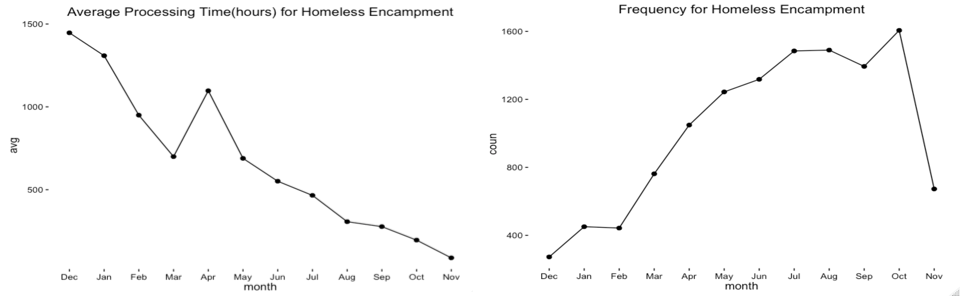 Average Processing Time(hours) for Homeless Encampment
1500
1000
500
avg
Dec Jan Feb Mar Apr May Jun Jul Aug Sep Oct Nov
month
Frequency for Homeless Encampment
1600
1200
800
400
coun
Dec Jan Feb Mar Apr May Jun Jul Aug Sep Oct Nov
month